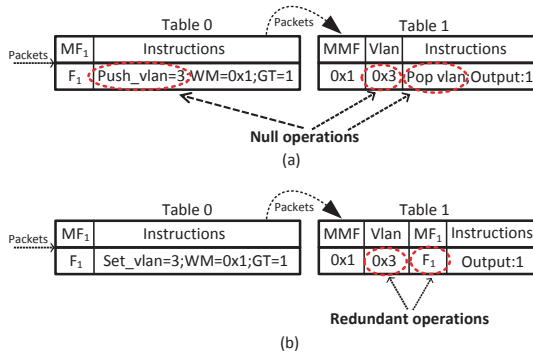 Table 0
Packets
Table 1
Packets
MF1 Instructions
F1 Push_vlan=3;WM=0x1;GT=1
MMF Vlan Instructions
0x1 0x3 Pop vlan;Output:1
Null operations
(a)
Table 0
Packets
Table 1
Packets
MF1 Instructions
F1 Set_vlan=3;WM=0x1;GT=1
MMF Vlan MF1 Instructions
0x1 0x3 F1 Output:1
Redundant operations
(b)